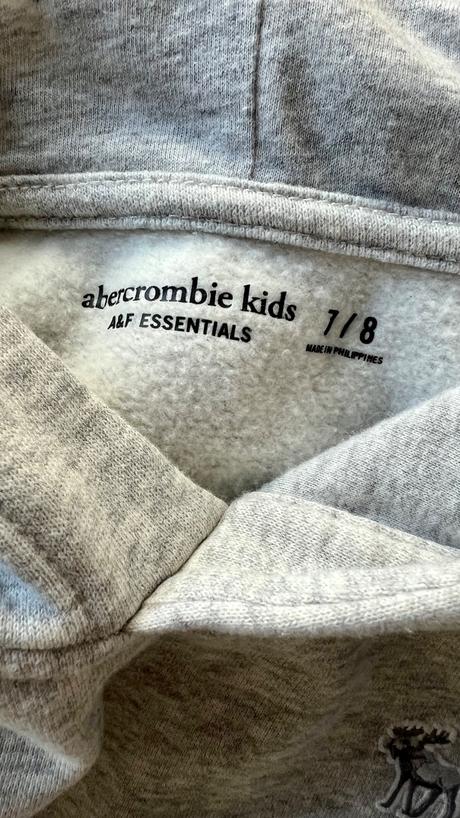 abercrombie kids
A&F ESSENTIALS
7/8
MADE IN PHILIPPINES